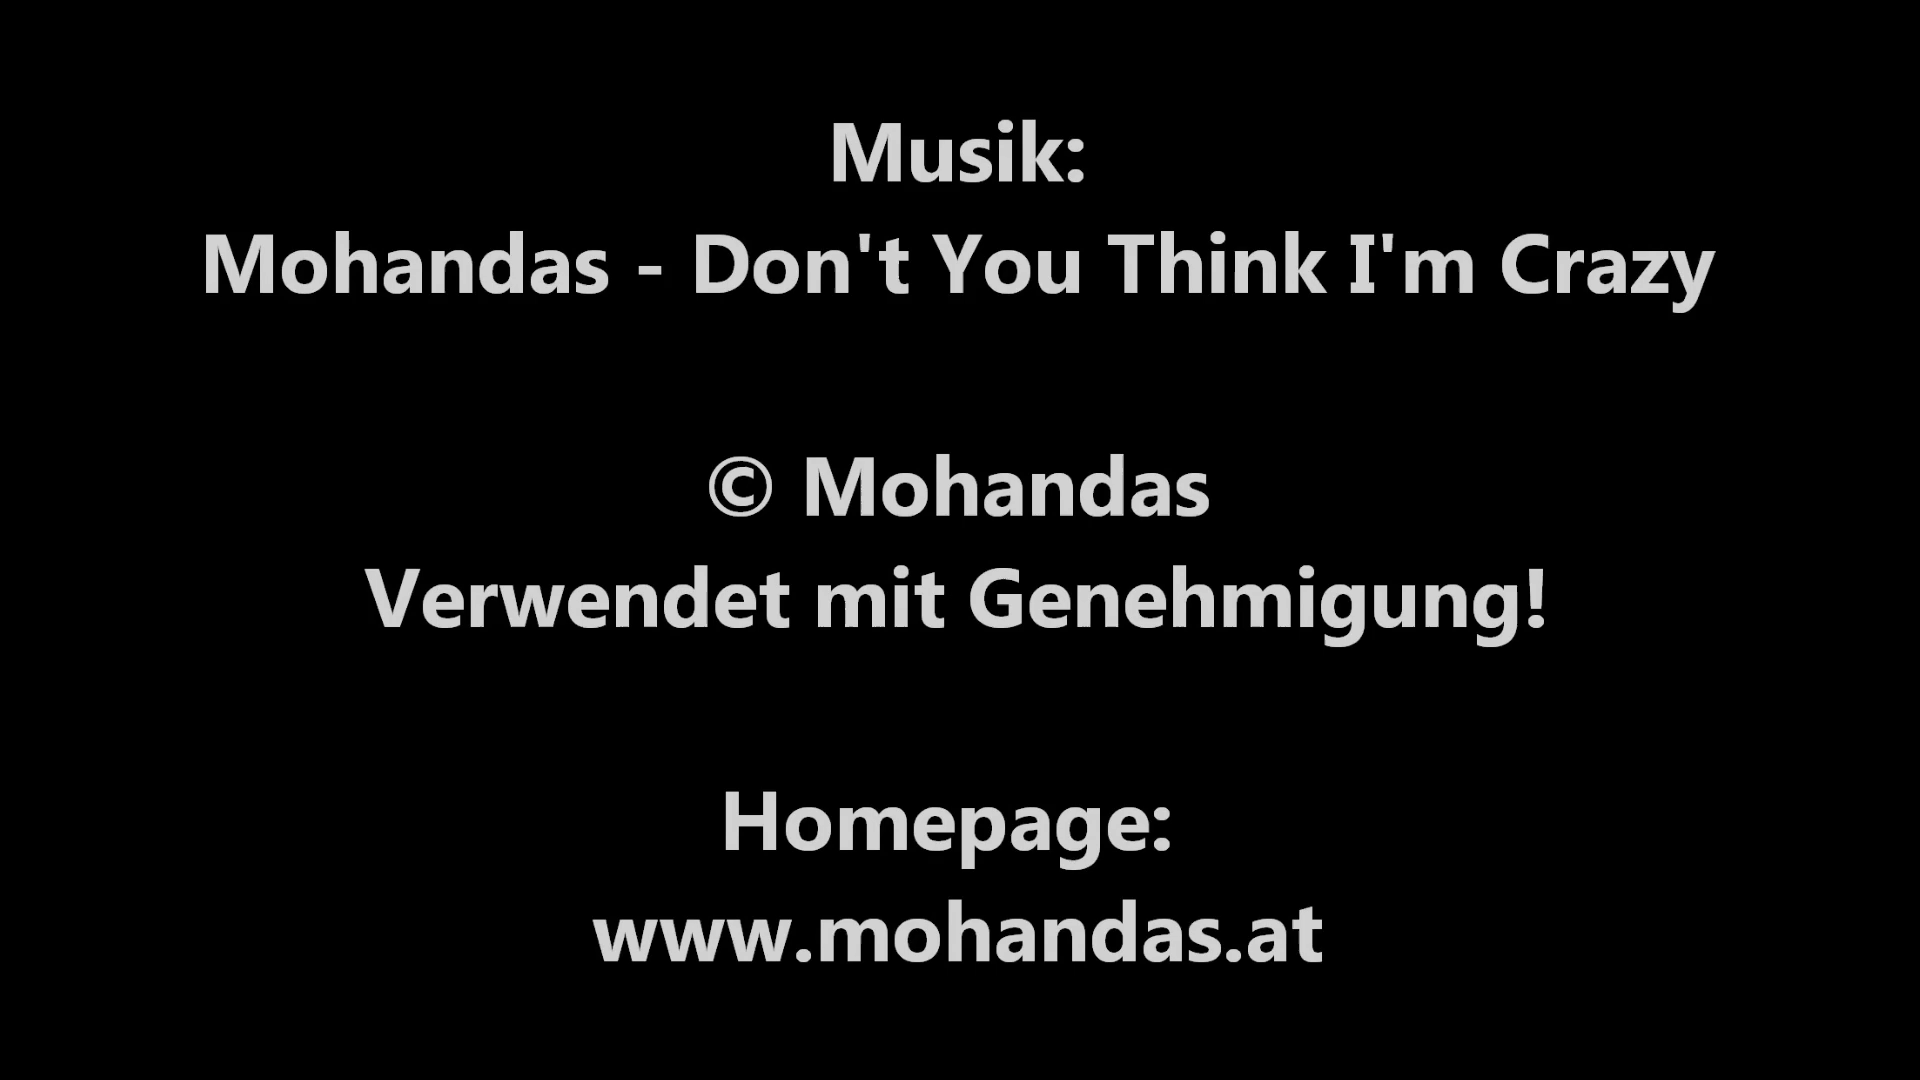 Musik:
Mohandas - Don't You Think I'm Crazy
© Mohandas
Verwendet mit Genehmigung!
Homepage:
www.mohandas.at